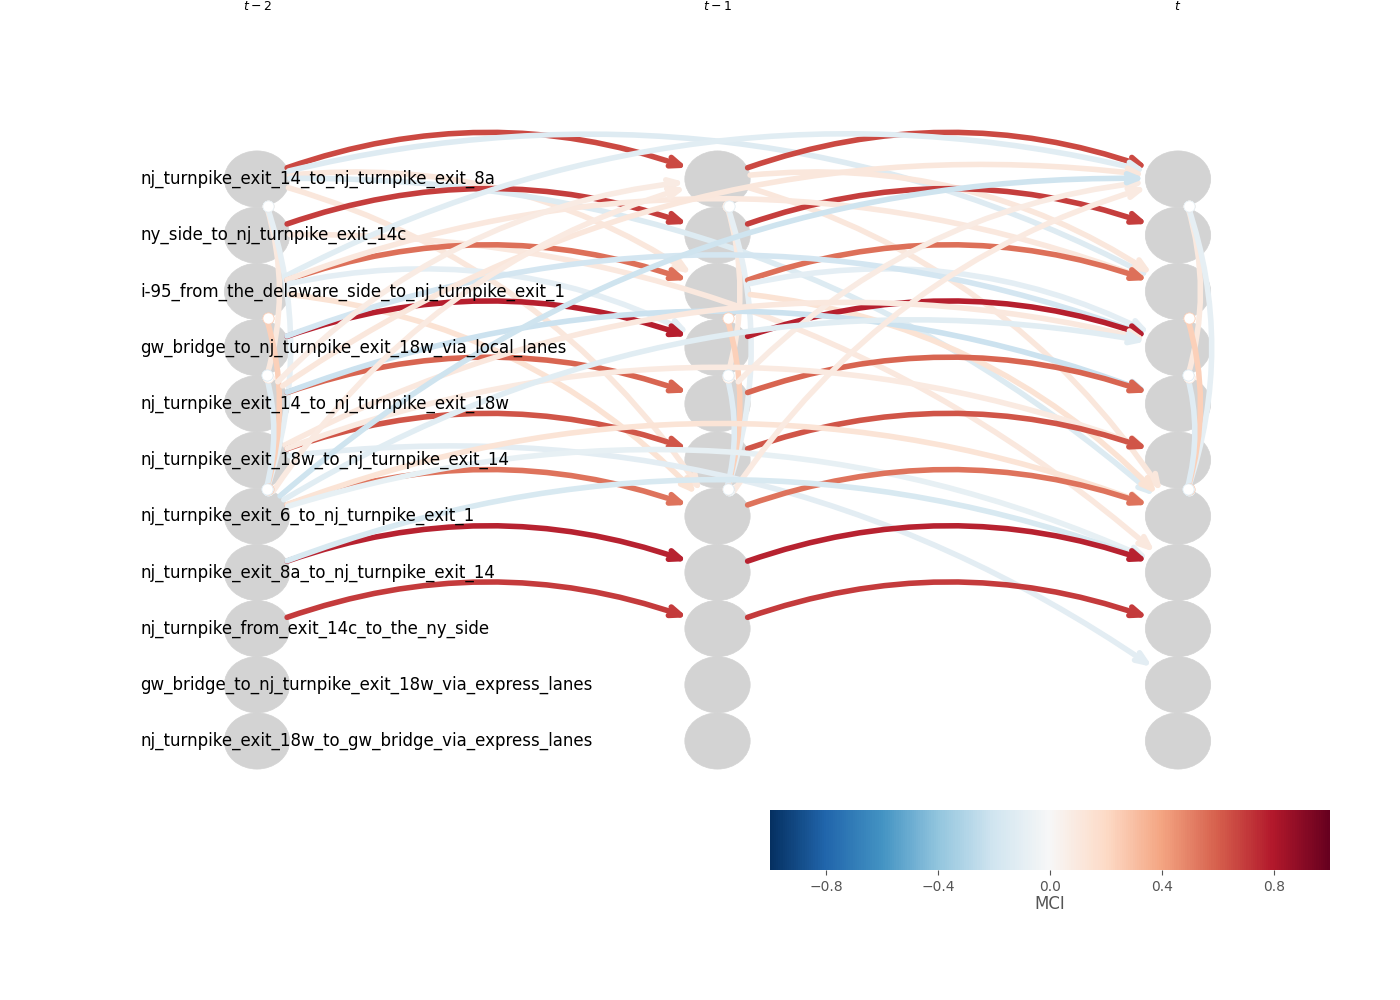 t − 2 t − 1 t
nj_turnpike_exit_14_to_nj_turnpike_exit_8a
ny_side_to_nj_turnpike_exit_14c
i-95_from_the_delaware_side_to_nj_turnpike_exit_1
gw_bridge_to_nj_turnpike_exit_18w_via_local_lanes
nj_turnpike_exit_14_to_nj_turnpike_exit_18w
nj_turnpike_exit_18w_to_nj_turnpike_exit_14
nj_turnpike_exit_6_to_nj_turnpike_exit_1
nj_turnpike_exit_8a_to_nj_turnpike_exit_14
nj_turnpike_from_exit_14c_to_the_ny_side
gw_bridge_to_nj_turnpike_exit_18w_via_express_lanes
nj_turnpike_exit_18w_to_gw_bridge_via_express_lanes
−0.8 −0.4 0.0 0.4 0.8
MCI